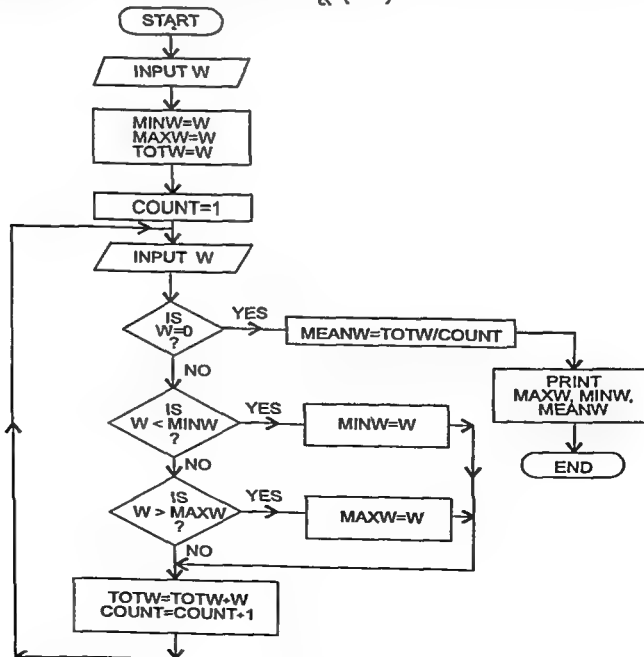 START
INPUT W
MINW=W
MAXW=W
TOTW=W
COUNT=1
INPUT W
IS
W=0
?
YES
MEANW=TOTW/COUNT
NO
PRINT
MAXW, MINW,
MEANW
END
IS
W < MINW
?
YES
MINW=W
NO
IS
W > MAXW
?
YES
MAXW=W
NO
TOTW=TOTW+W
COUNT=COUNT+1